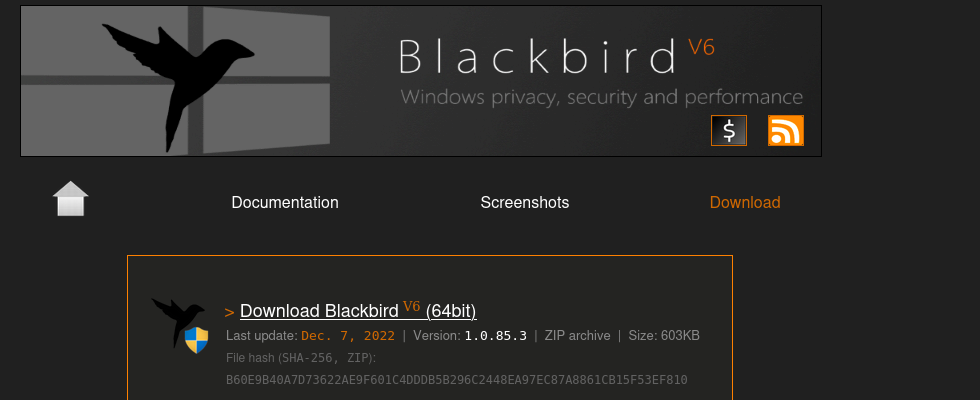 Blackbird V6
Windows privacy, security and performance
$
Documentation Screenshots Download
> Download Blackbird V6 (64bit)
Last update: Dec. 7, 2022 | Version: 1.0.85.3 | ZIP archive | Size: 603KB
File hash (SHA-256, ZIP):
B60E9B40A7D73622AE9F601C4DDDB5B296C2448EA97EC87A8861CB15F53EF810